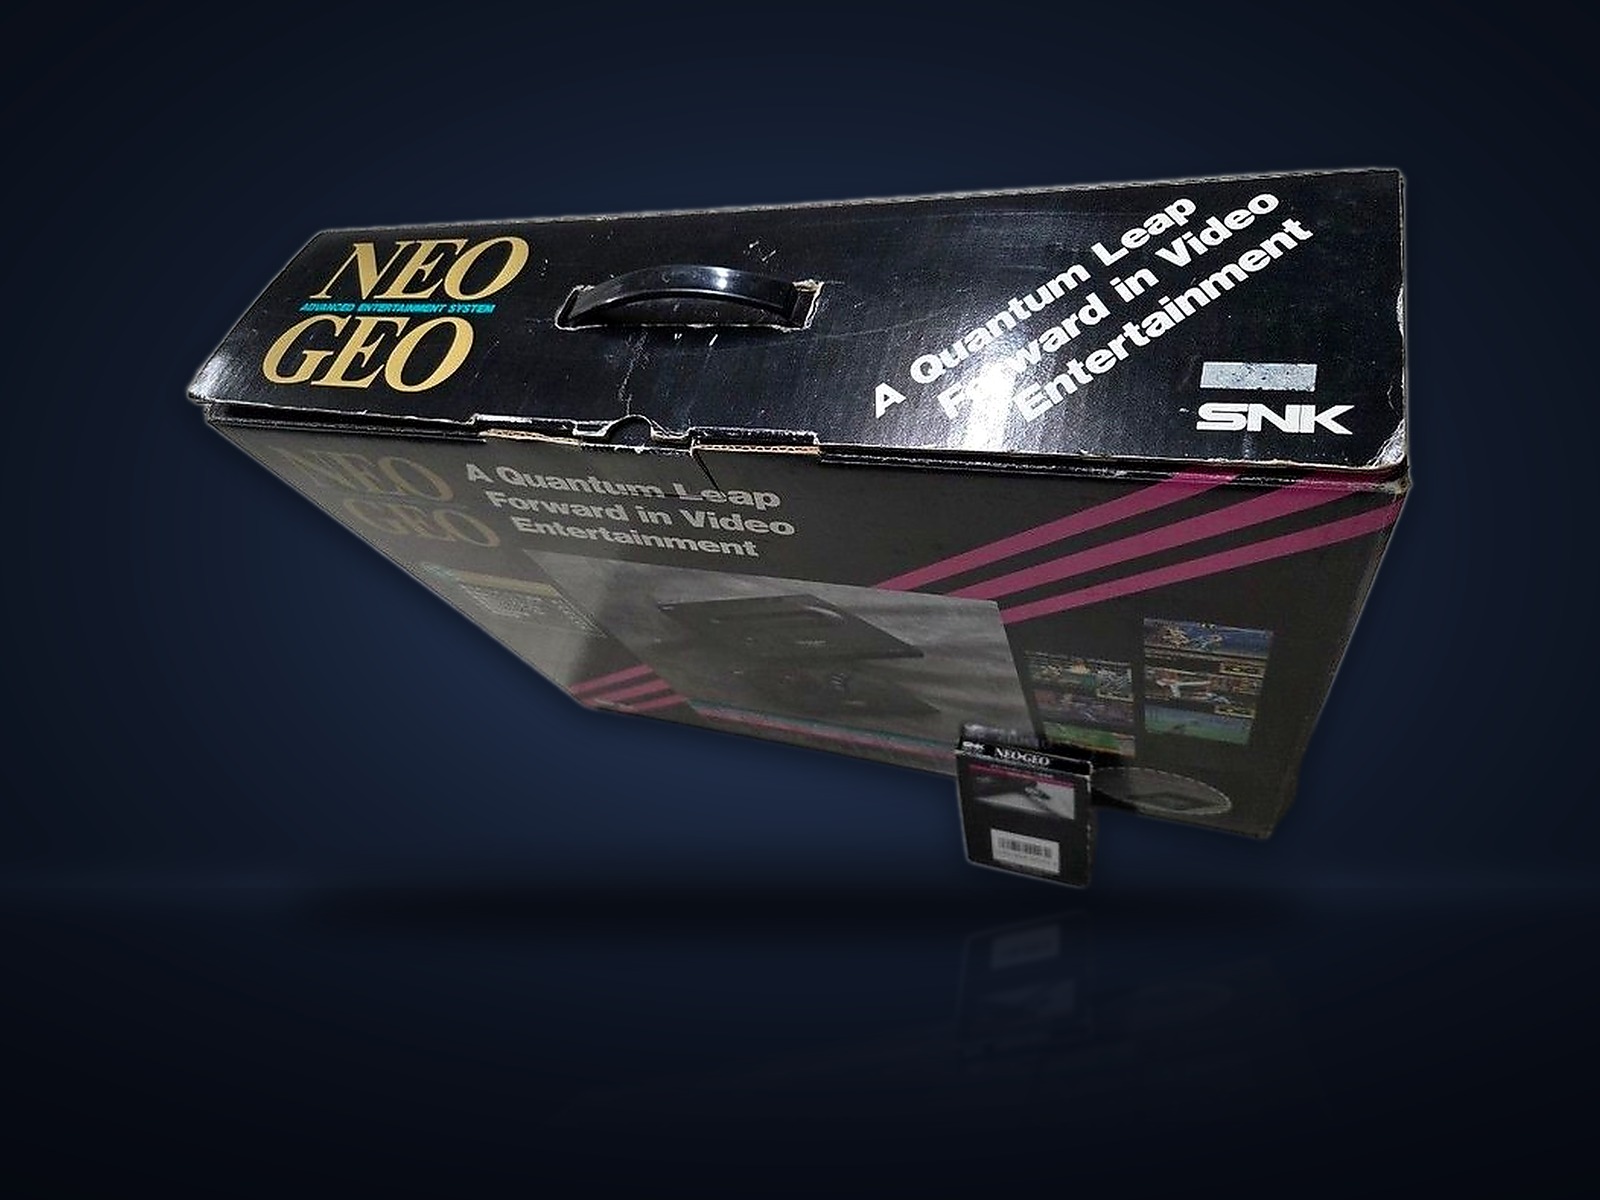 NEO
ADVANCED ENTERTAINMENT SYSTEM
GEO
A Quantum Leap
Forward in Video
Entertainment
SNK
NEO
GEO
A Quantum Leap
Forward in Video
Entertainment
SNK
NEO•GEO